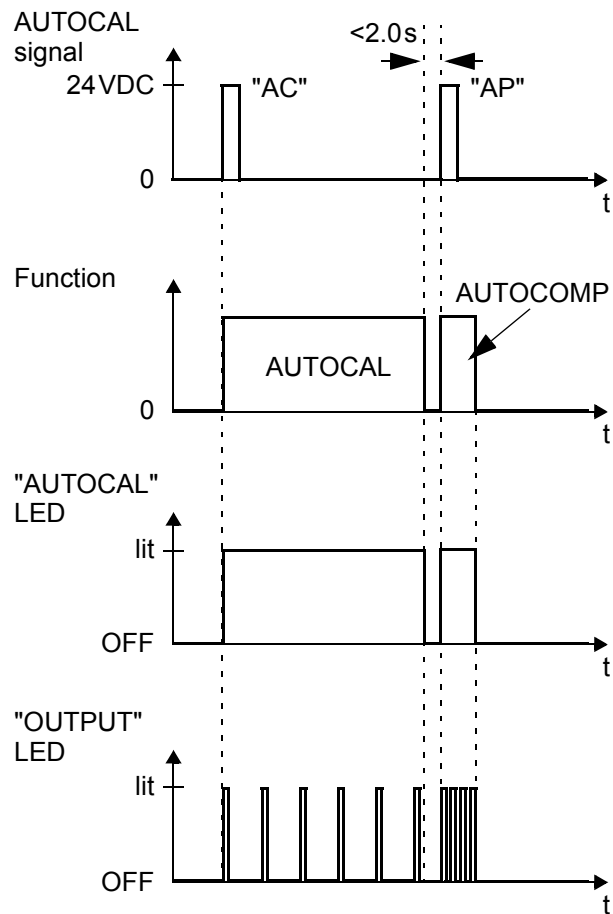 AUTOCAL
signal
<2.0s
24VDC
"AC"
"AP"
0
t
Function
AUTOCOMP
AUTOCAL
0
t
"AUTOCAL"
LED
lit
OFF
t
"OUTPUT"
LED
lit
OFF
t